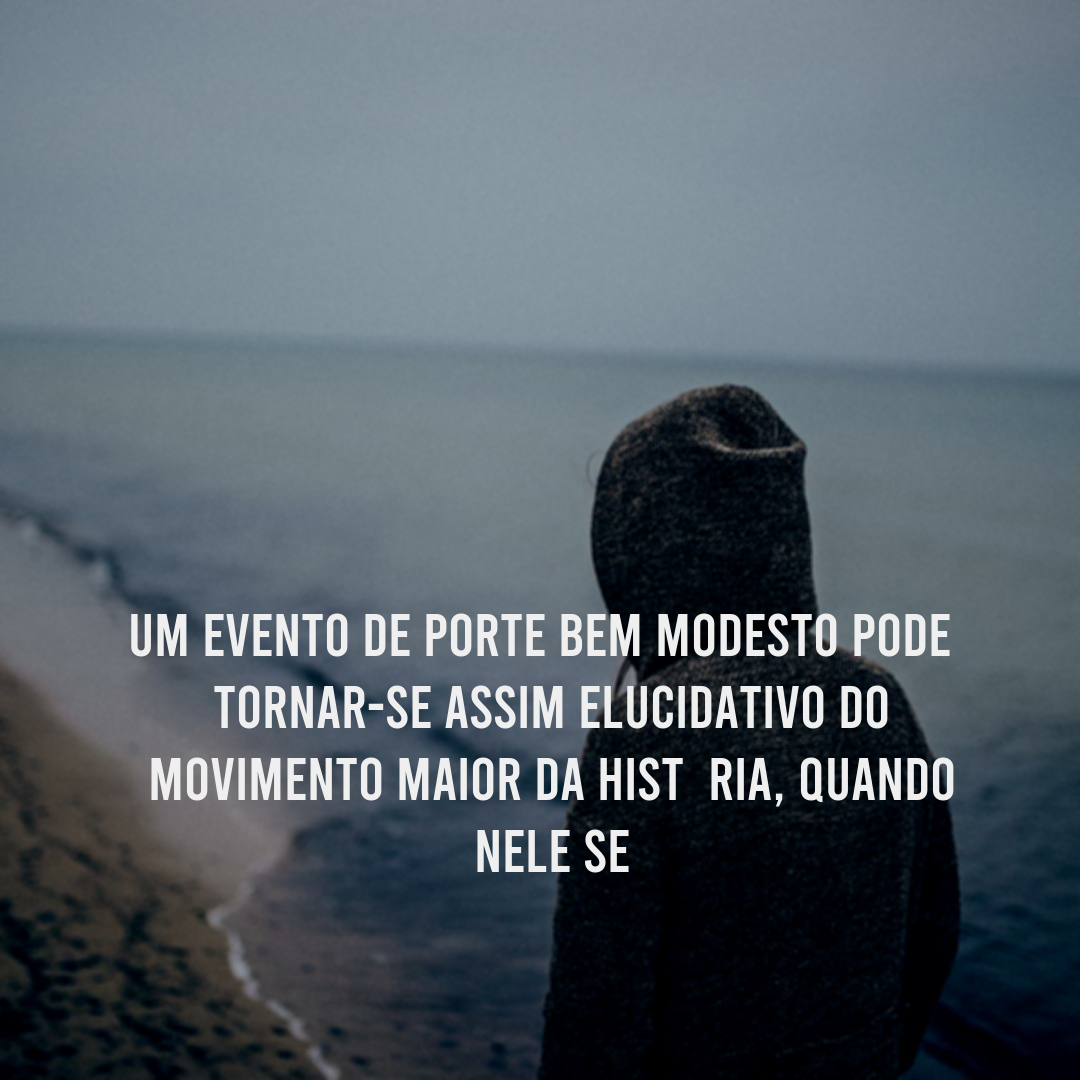 UM EVENTO DE PORTE BEM MODESTO PODE
TORNAR-SE ASSIM ELUCIDATIVO DO
MOVIMENTO MAIOR DA HIST  RIA, QUANDO
NELE SE